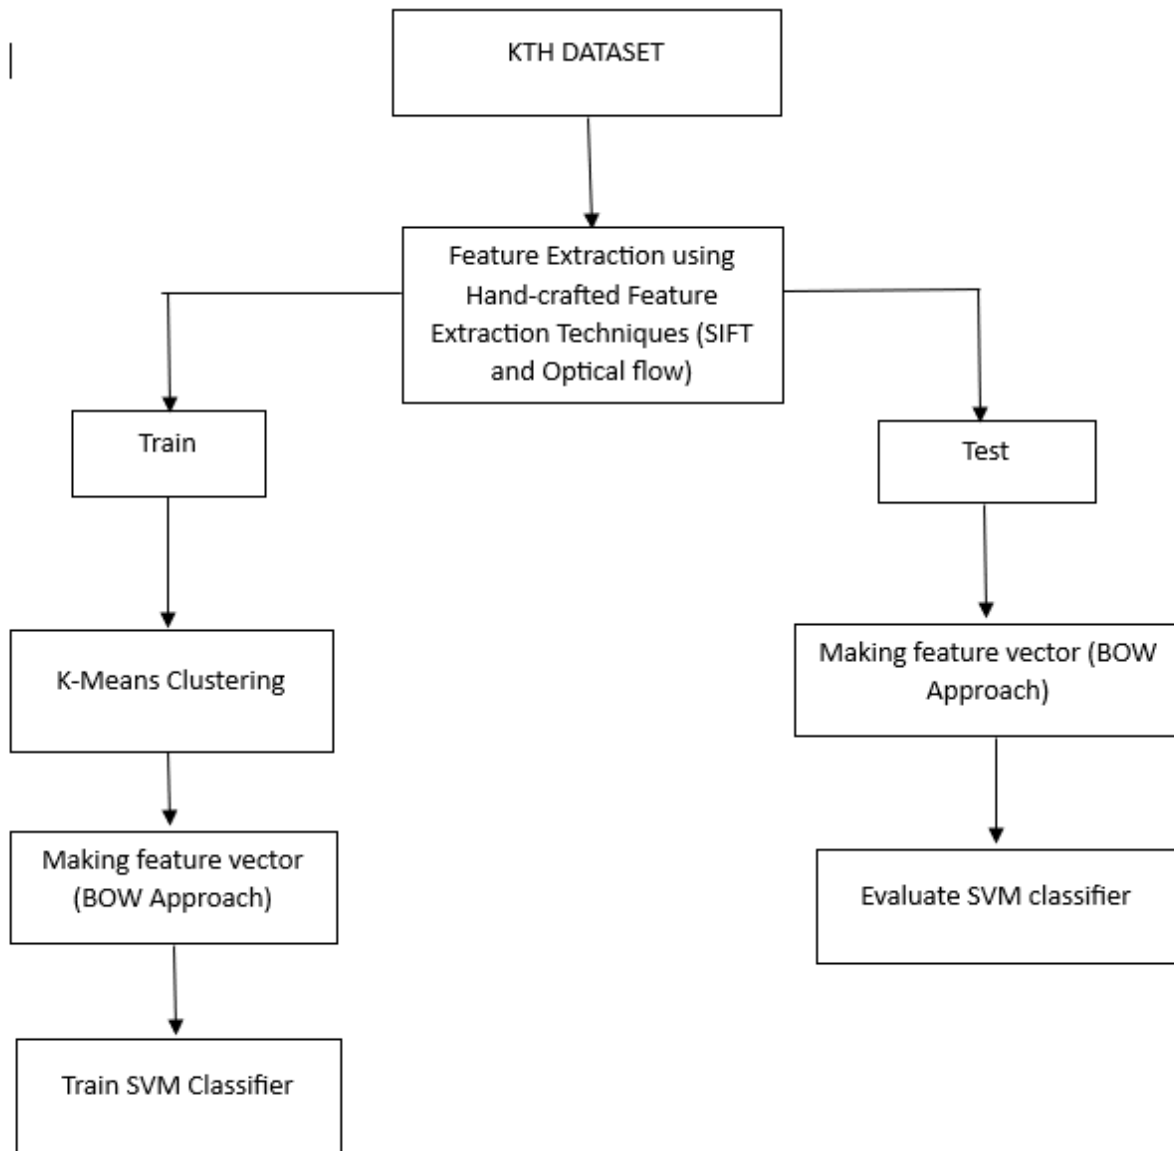 KTH DATASET
Feature Extraction using
Hand-crafted Feature
Extraction Techniques (SIFT
and Optical flow)
Train
Test
K-Means Clustering
Making feature vector (BOW
Approach)
Making feature vector
(BOW Approach)
Evaluate SVM classifier
Train SVM Classifier